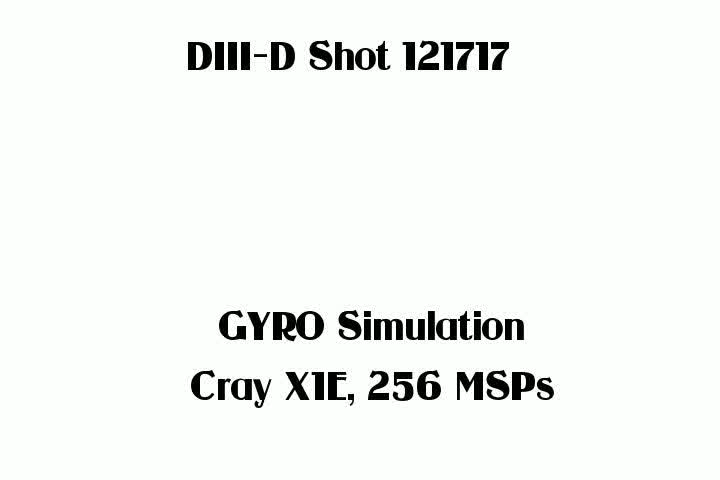 DIII-D Shot 121717
GYRO Simulation
Cray X1E, 256 MSPs